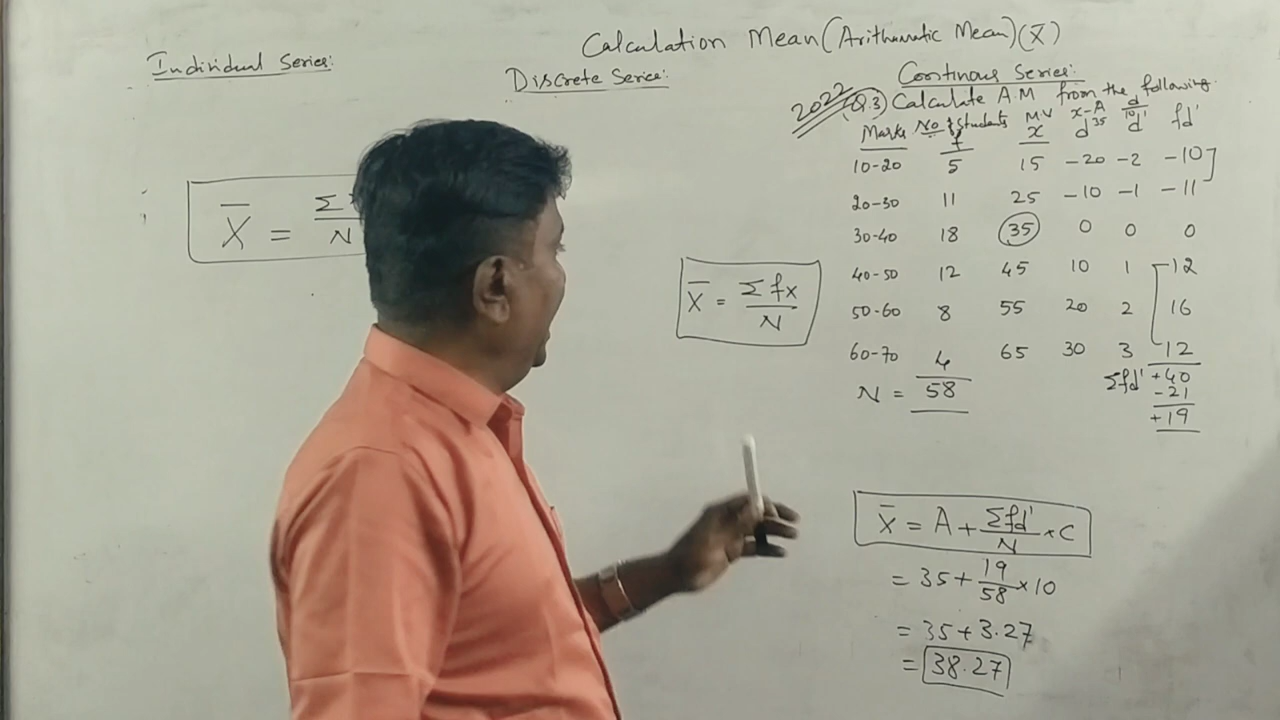 Calculation Mean (Arithmatic Mean) (X̄)
Individual Series:
X̄ = Σ / N
Discrete Series:
X̄ = Σfx / N
Continous Series:
2022 (Q.3) Calculate A.M from the following.
Marks No of Students f M.V x x-A d 35 d/10 d' fd'
10-20 5 15 -20 -2 -10
20-30 11 25 -10 -1 -11
30-40 18 35 0 0 0
40-50 12 45 10 1 12
50-60 8 55 20 2 16
60-70 4 65 30 3 12
N = 58 Σfd' +40
-21
+19
X̄ = A + Σfd' / N × C
= 35 + 19/58 × 10
= 35 + 3.27
= 38.27